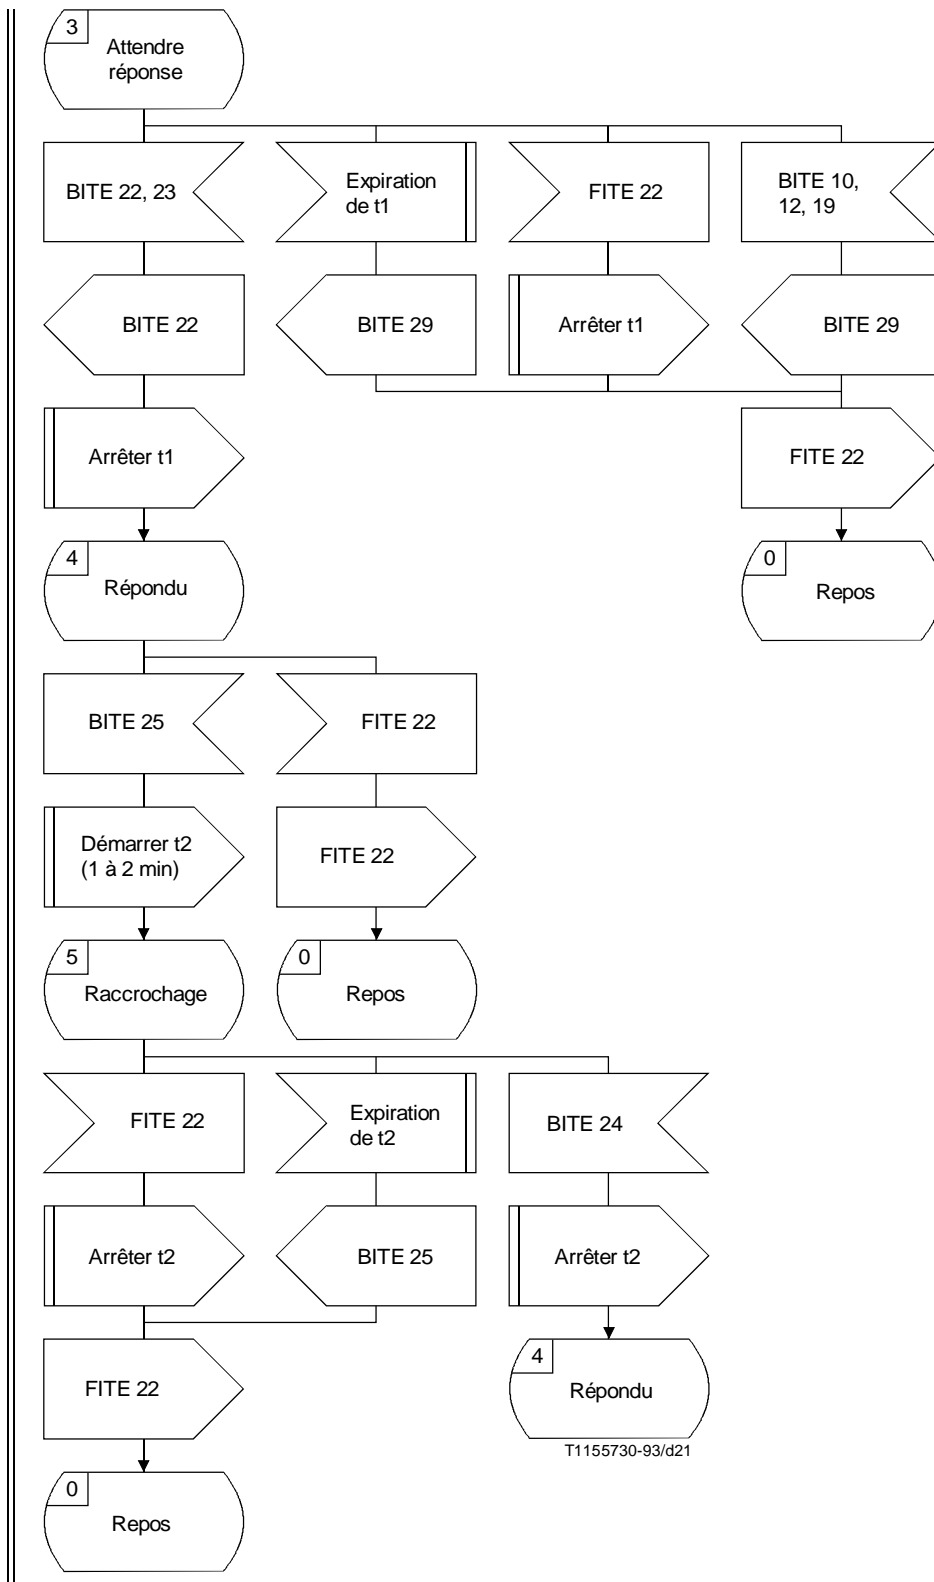 3
Attendre
réponse
BITE 22, 23
Expiration
de t1
FITE 22
BITE 10,
12, 19
BITE 22
BITE 29
Arrêter t1
BITE 29
Arrêter t1
FITE 22
4
Répondu
0
Repos
BITE 25
FITE 22
Démarrer t2
(1 à 2 min)
FITE 22
5
Raccrochage
0
Repos
FITE 22
Expiration
de t2
BITE 24
Arrêter t2
BITE 25
Arrêter t2
FITE 22
4
Répondu
T1155730-93/d21
0
Repos